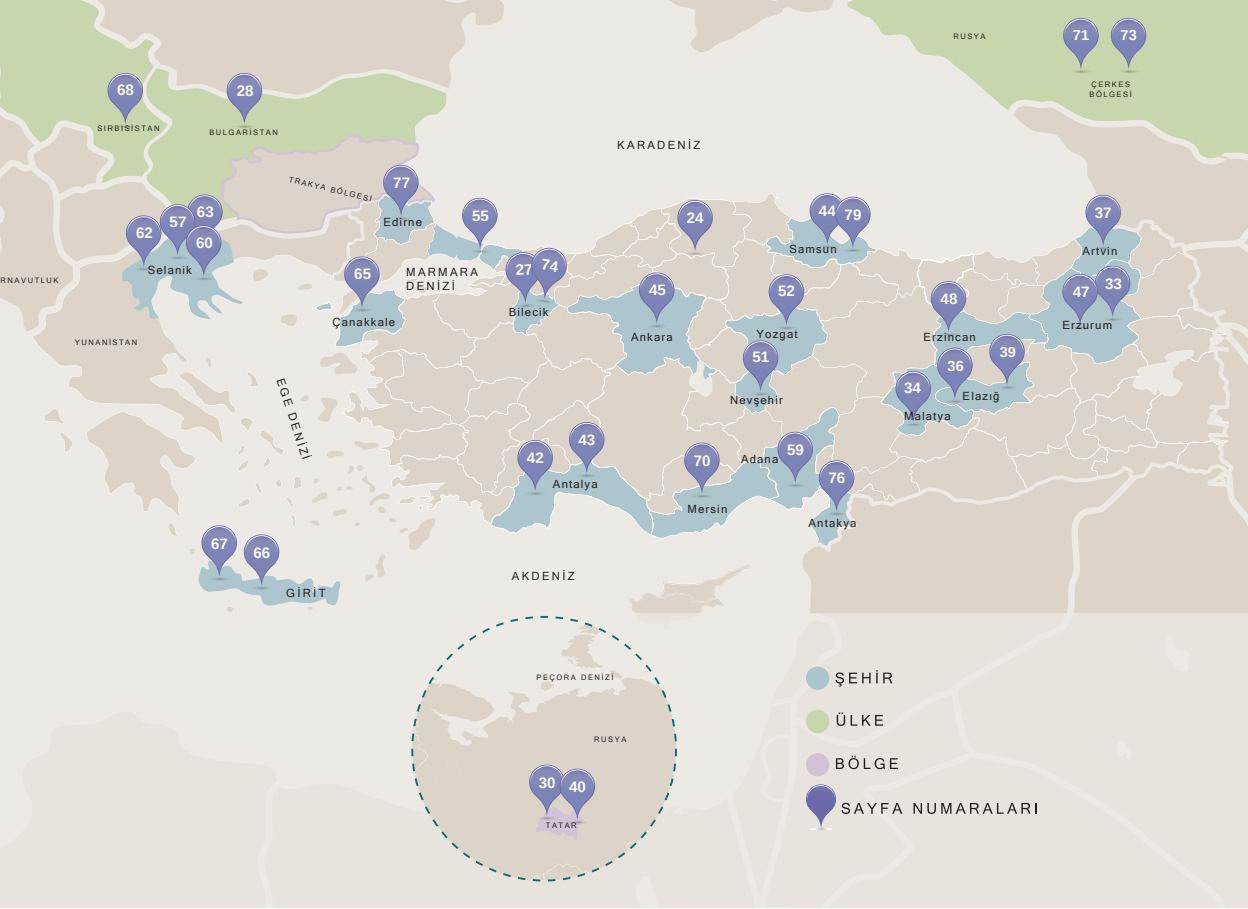 RUSYA
71
73
ÇERKES
BÖLGESİ
68
28
SIRBİSİSTAN
BULGARİSTAN
KARADENİZ
TRAKYA BÖLGESİ
77
Edirne
55
24
44
79
Samsun
37
Artvin
62
57
63
60
Selanik
RNAVUTLUK
65
MARMARA
DENİZİ
Çanakkale
27
74
Bilecik
45
Ankara
52
Yozgat
48
Erzincan
47
33
Erzurum
YUNANİSTAN
51
Nevşehir
36
39
34
Elazığ
Malatya
EGE DENİZİ
42
43
Antalya
70
Mersin
Adana
59
76
Antakya
67
66
GİRİT
AKDENİZ
PEÇORA DENİZİ
RUSYA
30
40
TATAR
ŞEHİR
ÜLKE
BÖLGE
SAYFA NUMARALARI